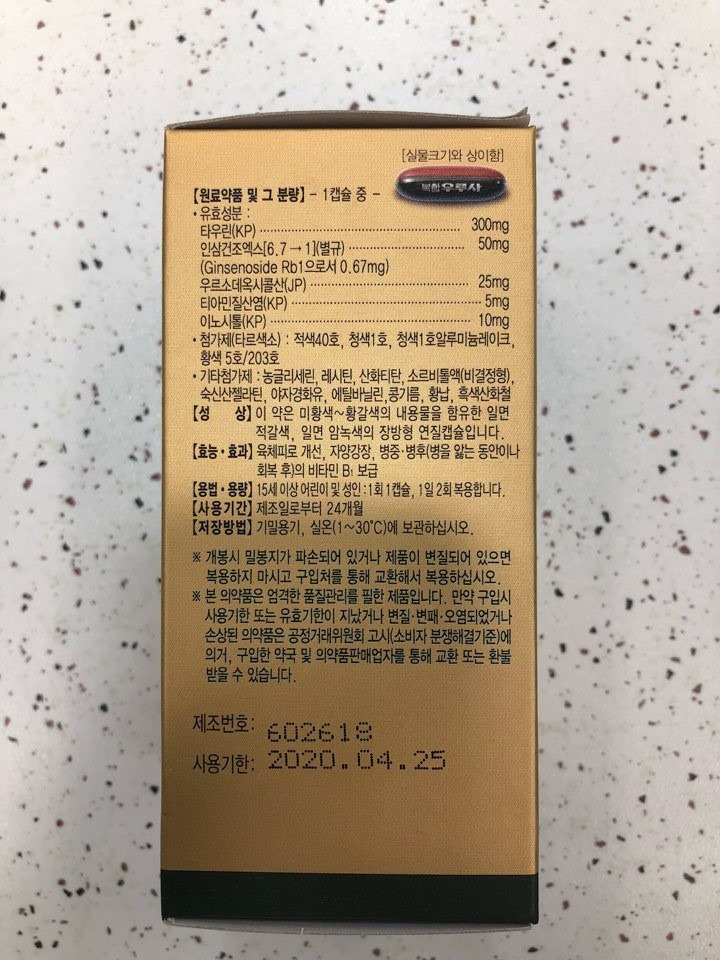 [실물크기와 상이함]
복합우루사
【원료약품 및 그 분량】 - 1캡슐 중 -
• 유효성분 :
타우린(KP) 300mg
인삼건조엑스[6.7 → 1](별규) 50mg
(Ginsenoside Rb1으로서 0.67mg)
우르소데옥시콜산(JP) 25mg
티아민질산염(KP) 5mg
이노시톨(KP) 10mg
• 첨가제(타르색소) : 적색40호, 청색1호, 청색1호알루미늄레이크,
황색 5호/203호
• 기타첨가제 : 농글리세린, 레시틴, 산화티탄, 소르비톨액(비결정형),
숙신산젤라틴, 야자경화유, 에틸바닐린, 콩기름, 황납, 흑색산화철
【성 상】 이 약은 미황색~황갈색의 내용물을 함유한 일면
적갈색, 일면 암녹색의 장방형 연질캡슐입니다.
【효능·효과】 육체피로 개선, 자양강장, 병중·병후(병을 앓는 동안이나
회복 후)의 비타민 B₁ 보급
【용법·용량】 15세 이상 어린이 및 성인 : 1회 1캡슐, 1일 2회 복용합니다.
【사용기간】 제조일로부터 24개월
【저장방법】 기밀용기, 실온(1~30°C)에 보관하십시오.
※ 개봉시 밀봉지가 파손되어 있거나 제품이 변질되어 있으면
복용하지 마시고 구입처를 통해 교환해서 복용하십시오.
※ 본 의약품은 엄격한 품질관리를 필한 제품입니다. 만약 구입시
사용기한 또는 유효기한이 지났거나 변질·변패·오염되었거나
손상된 의약품은 공정거래위원회 고시(소비자 분쟁해결기준)에
의거, 구입한 약국 및 의약품판매업자를 통해 교환 또는 환불
받을 수 있습니다.
제조번호: 602618
사용기한: 2020.04.25